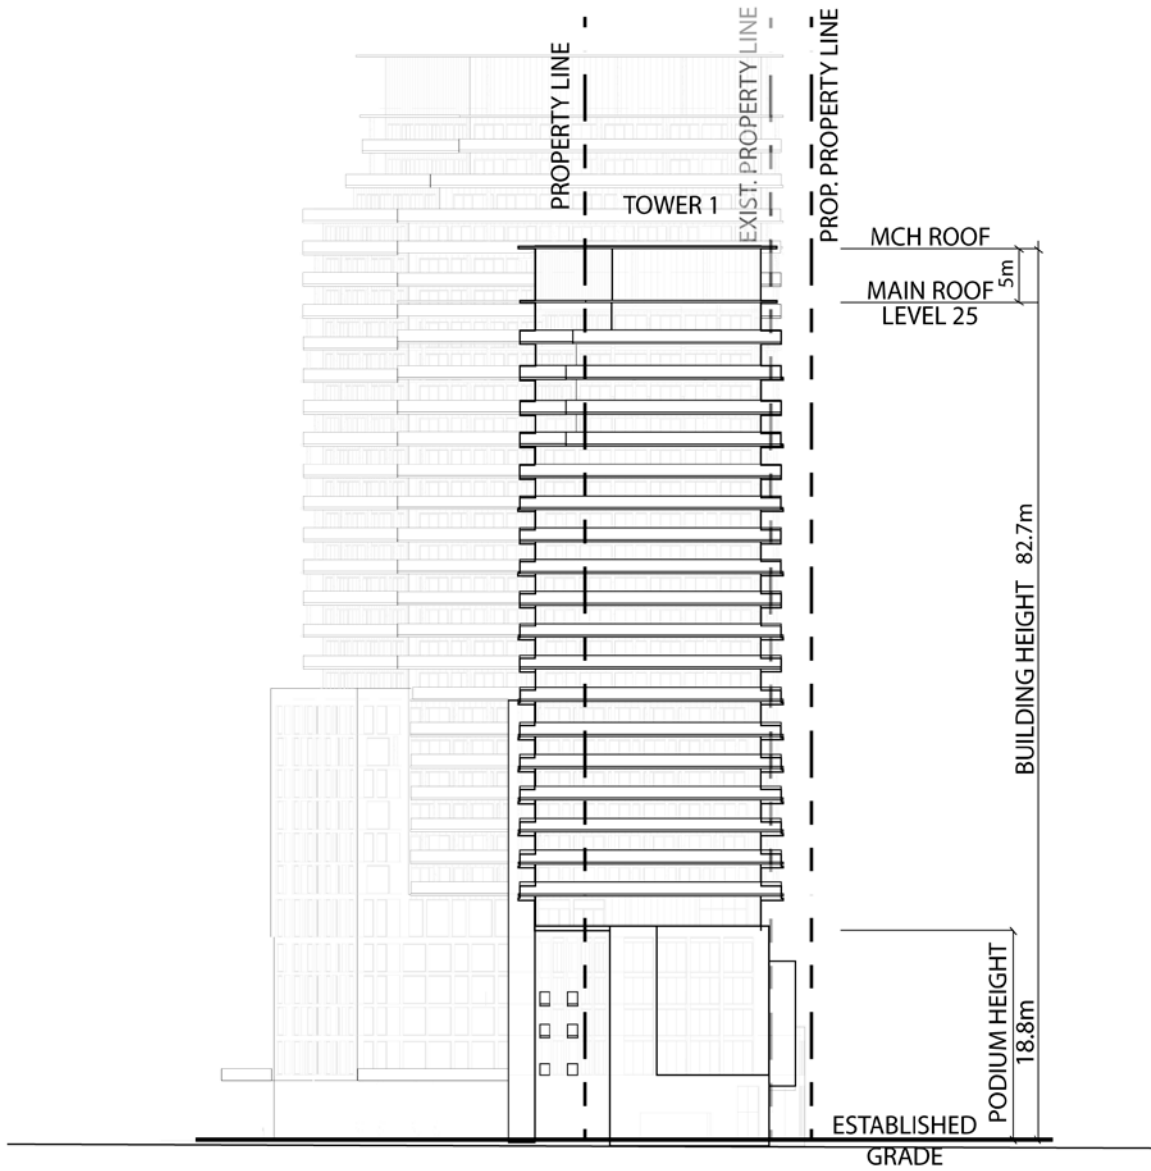 PROPERTY LINE
EXIST. PROPERTY LINE
PROP. PROPERTY LINE
TOWER 1
MCH ROOF
5m
MAIN ROOF
LEVEL 25
BUILDING HEIGHT 82.7m
PODIUM HEIGHT
18.8m
ESTABLISHED
GRADE